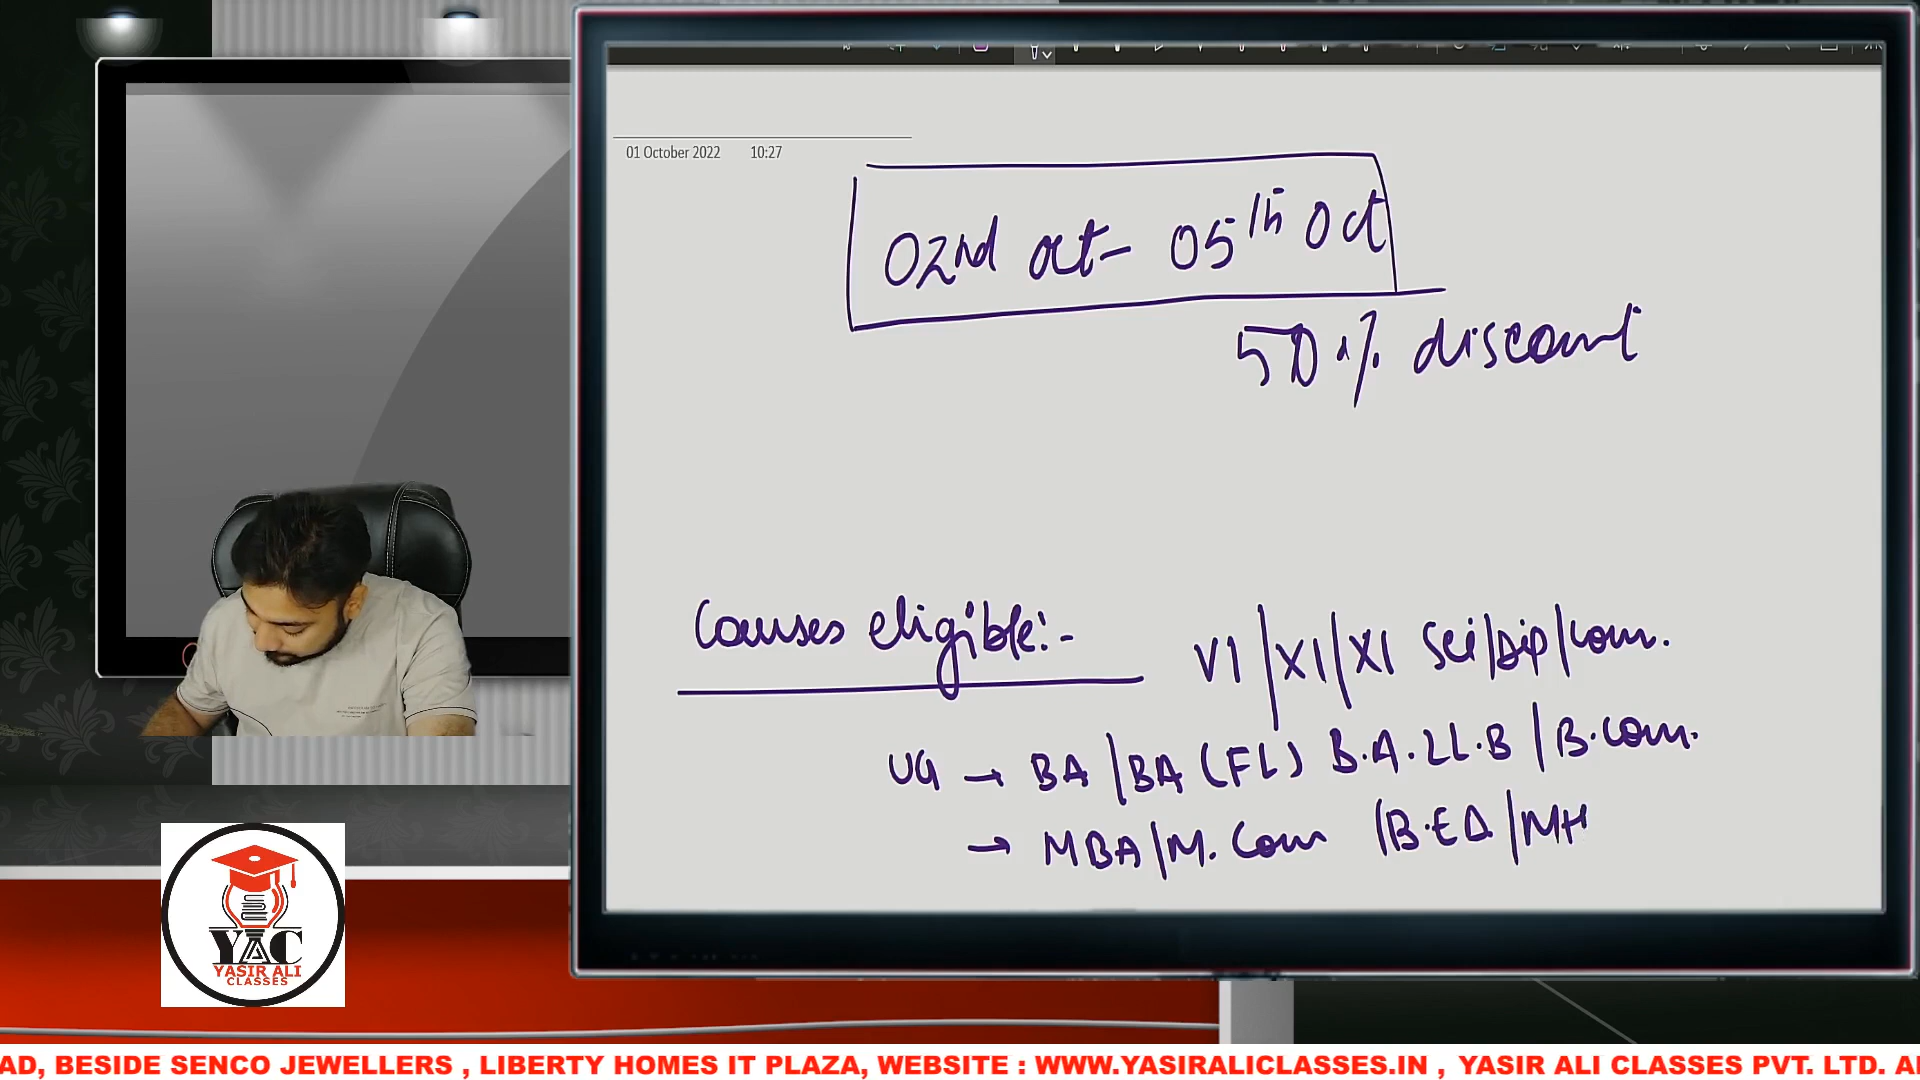 01 October 2022 10:27
02nd oct - 05th Oct
50 % discount
Courses eligible:-
VI / XI / XI Sci/Dip/Com.
UG → BA / BA (FL) B.A.LL.B / B.Com.
→ MBA / M. Com / B.ED / MH
YAC
YASIR ALI
CLASSES
AD, BESIDE SENCO JEWELLERS , LIBERTY HOMES IT PLAZA, WEBSITE : WWW.YASIRALICLASSES.IN , YASIR ALI CLASSES PVT. LTD. AL